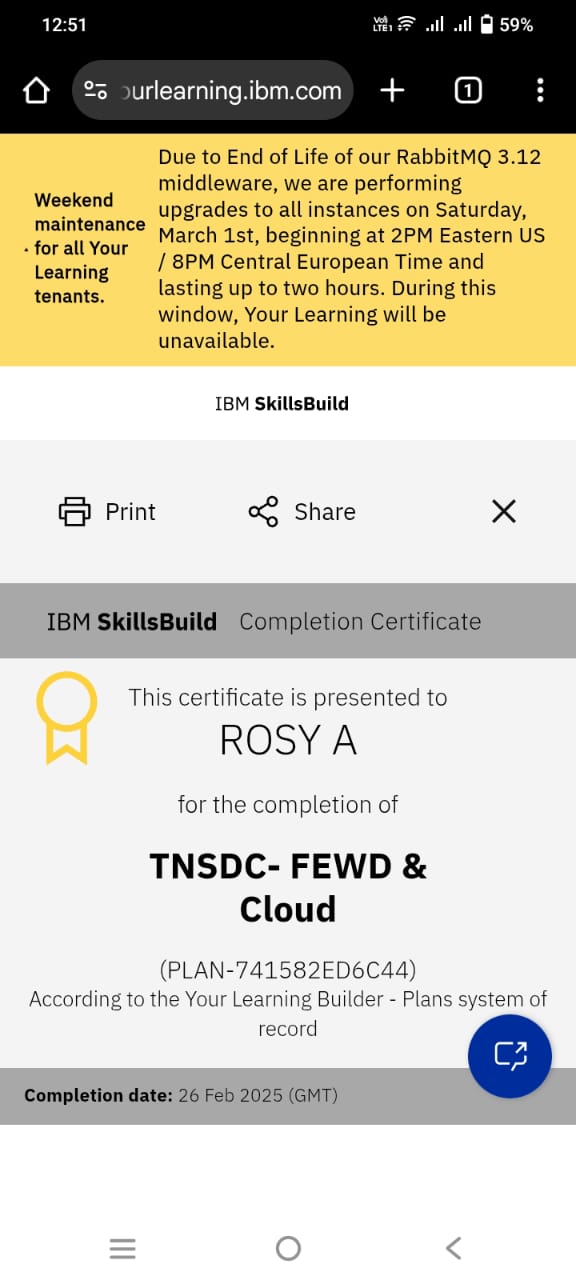 12:51
Vo)
LTE1
59%
ourlearning.ibm.com
1
Weekend
maintenance
· for all Your
Learning
tenants.
Due to End of Life of our RabbitMQ 3.12
middleware, we are performing
upgrades to all instances on Saturday,
March 1st, beginning at 2PM Eastern US
/ 8PM Central European Time and
lasting up to two hours. During this
window, Your Learning will be
unavailable.
IBM SkillsBuild
Print
Share
IBM SkillsBuild Completion Certificate
This certificate is presented to
ROSY A
for the completion of
TNSDC- FEWD &
Cloud
(PLAN-741582ED6C44)
According to the Your Learning Builder - Plans system of
record
Completion date: 26 Feb 2025 (GMT)